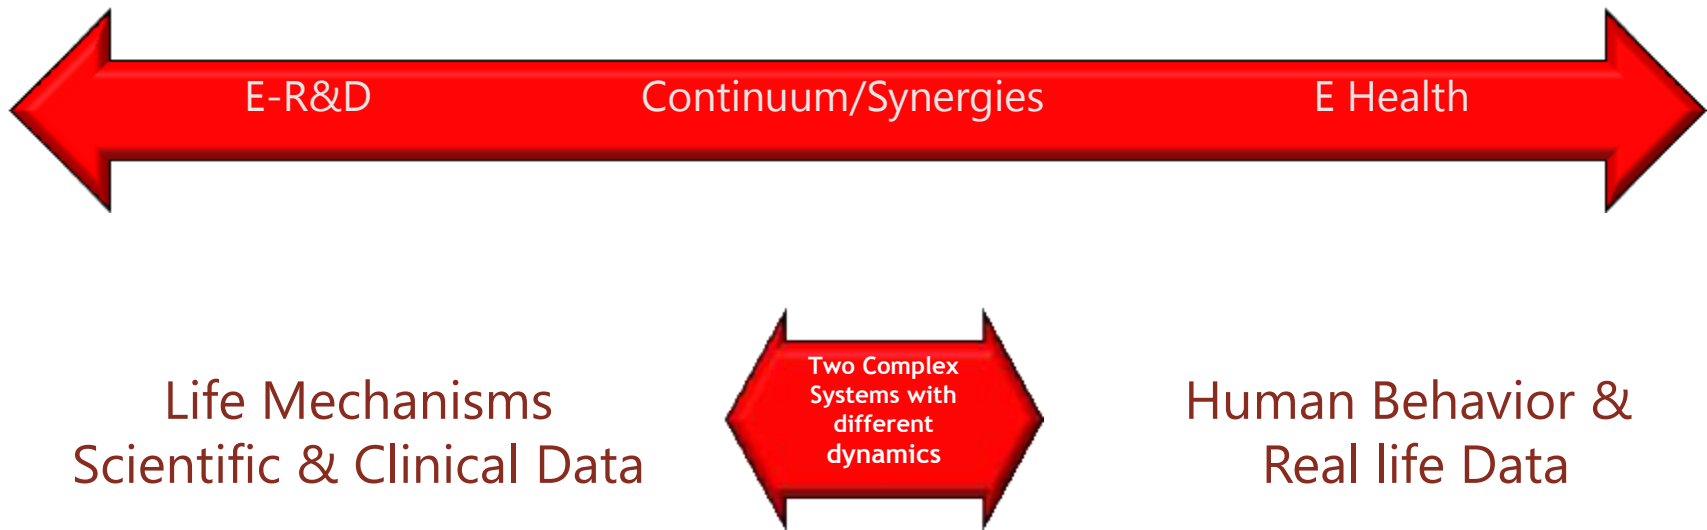 E-R&D Continuum/Synergies E Health
Two Complex
Systems with
different
dynamics
Life Mechanisms
Scientific & Clinical Data
Human Behavior &
Real life Data